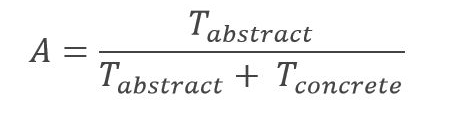 A = T_abstract / (T_abstract + T_concrete)